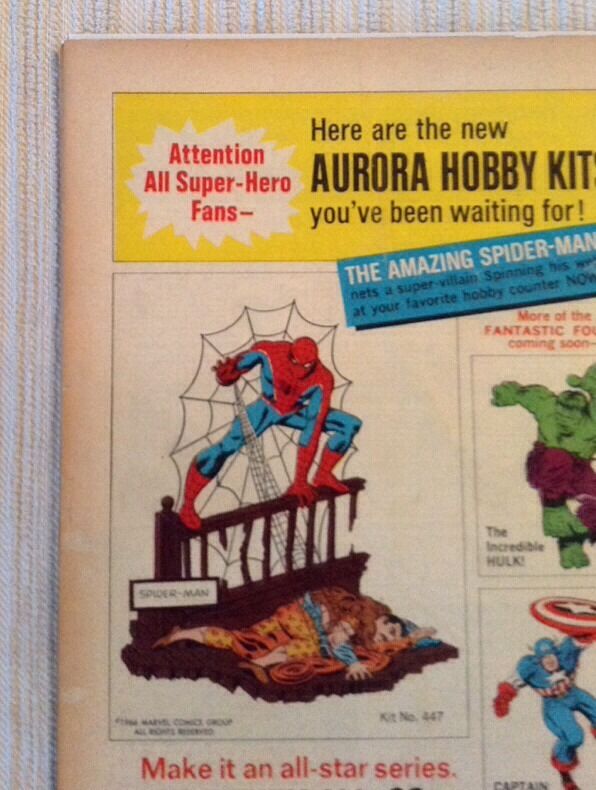 Attention
All Super-Hero
Fans–
Here are the new
AURORA HOBBY KITS
you've been waiting for!
THE AMAZING SPIDER-MAN
nets a super-villain Spinning his
at your favorite hobby counter NOW
More of the
FANTASTIC FOU
coming soon–
The
Incredible
HULK!
SPIDER-MAN
©1966 MARVEL COMICS GROUP
ALL RIGHTS RESERVED
Kit No. 447
Make it an all-star series.
CAPTAIN